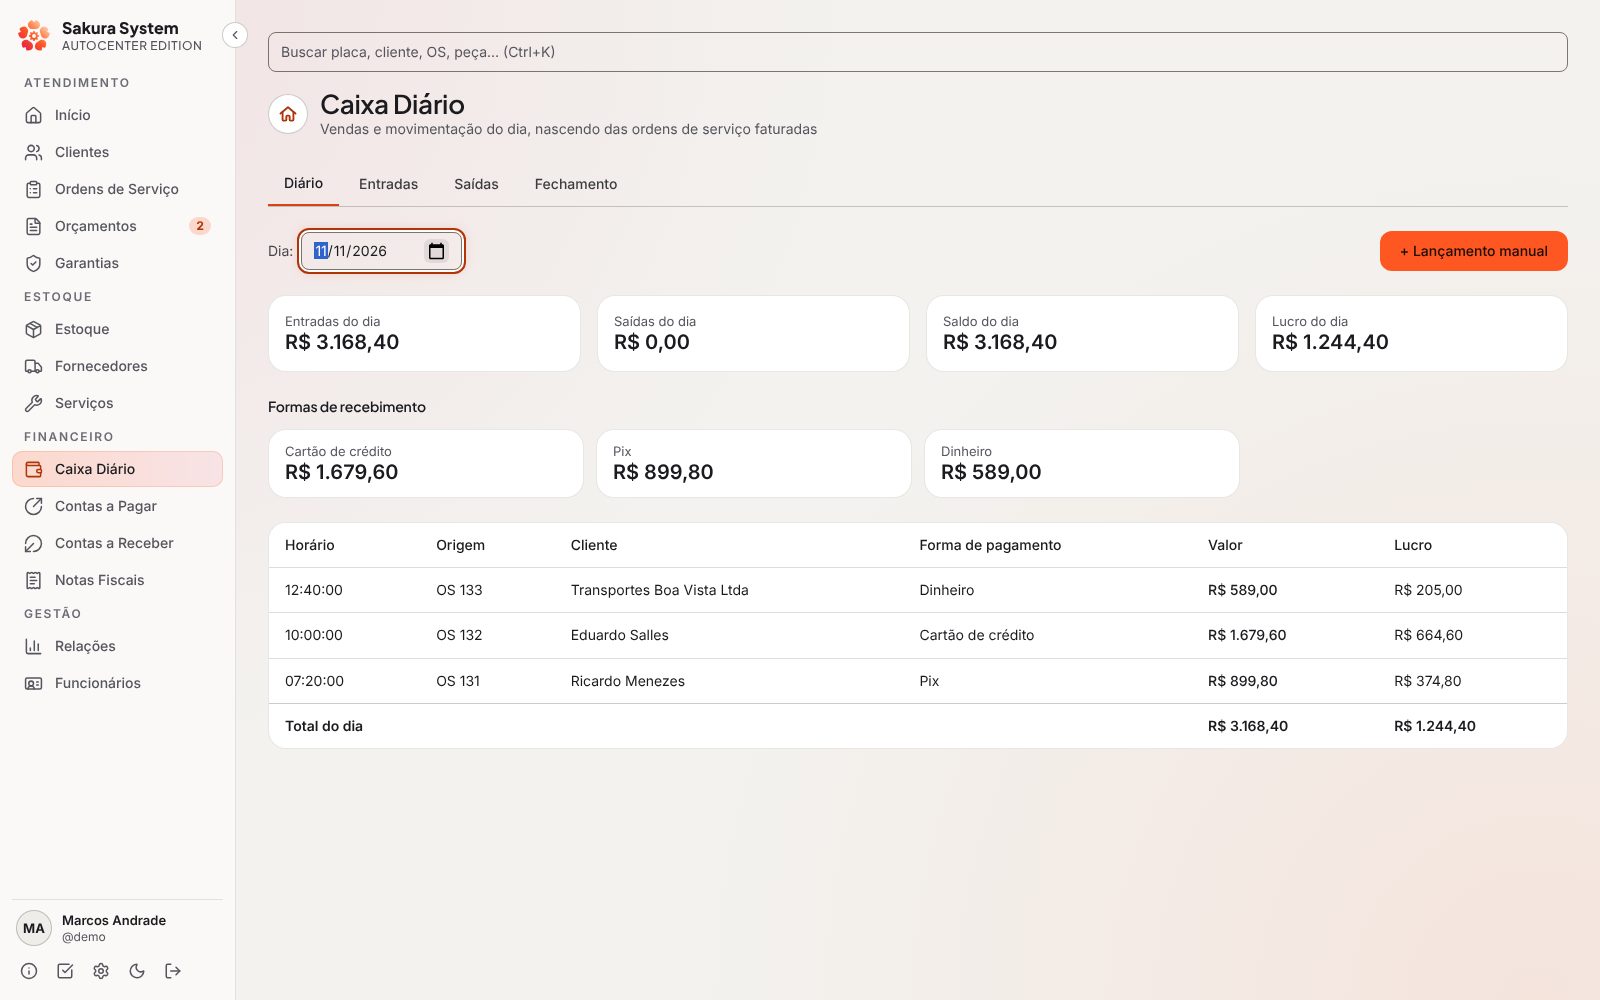 Sakura System
AUTOCENTER EDITION
ATENDIMENTO
Início
Clientes
Ordens de Serviço
Orçamentos 2
Garantias
ESTOQUE
Estoque
Fornecedores
Serviços
FINANCEIRO
Caixa Diário
Contas a Pagar
Contas a Receber
Notas Fiscais
GESTÃO
Relações
Funcionários
MA
Marcos Andrade
@demo
Buscar placa, cliente, OS, peça... (Ctrl+K)
Caixa Diário
Vendas e movimentação do dia, nascendo das ordens de serviço faturadas
Diário Entradas Saídas Fechamento
Dia: 11/11/2026 + Lançamento manual
Entradas do dia Saídas do dia Saldo do dia Lucro do dia
R$ 3.168,40 R$ 0,00 R$ 3.168,40 R$ 1.244,40
Formas de recebimento
Cartão de crédito Pix Dinheiro
R$ 1.679,60 R$ 899,80 R$ 589,00
Horário Origem Cliente Forma de pagamento Valor Lucro
12:40:00 OS 133 Transportes Boa Vista Ltda Dinheiro R$ 589,00 R$ 205,00
10:00:00 OS 132 Eduardo Salles Cartão de crédito R$ 1.679,60 R$ 664,60
07:20:00 OS 131 Ricardo Menezes Pix R$ 899,80 R$ 374,80
Total do dia R$ 3.168,40 R$ 1.244,40